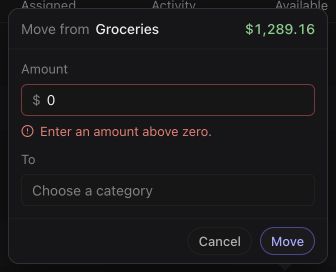 Assigned Activity Available
Move from Groceries $1,289.16
Amount
$ 0
Enter an amount above zero.
To
Choose a category
Cancel Move